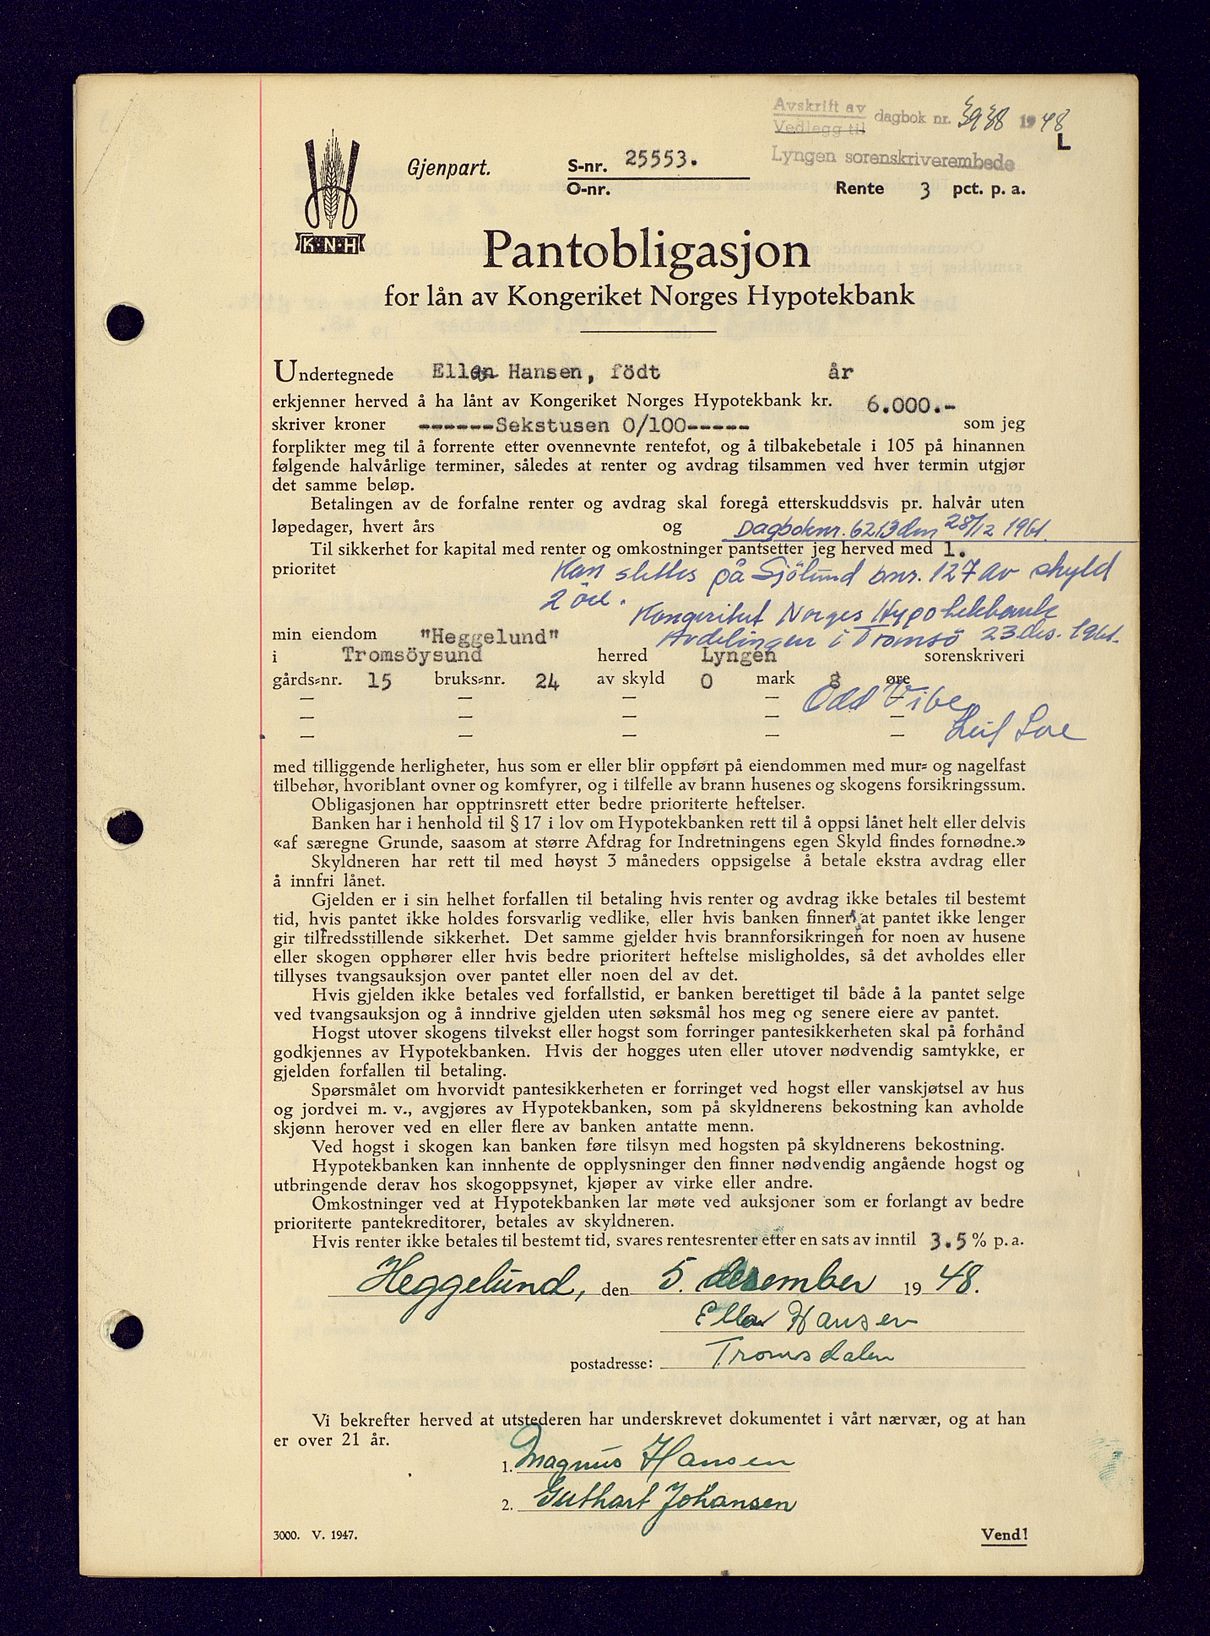 Avskrift av
Vedlegg til
dagbok nr. 3938 1948
L
Lyngen sorenskriverembede
K·N·H
Gjenpart.
S-nr. 25553.
O-nr.
Rente 3 pct. p. a.
Pantobligasjon
for lån av Kongeriket Norges Hypotekbank
Undertegnede Ella Hansen, födt år
erkjenner herved å ha lånt av Kongeriket Norges Hypotekbank kr. 6.000.-
skriver kroner ------Sekstusen 0/100----- som jeg
forplikter meg til å forrente etter ovennevnte rentefot, og å tilbakebetale i 105 på hinannen
følgende halvårlige terminer, således at renter og avdrag tilsammen ved hver termin utgjør
det samme beløp.
Betalingen av de forfalne renter og avdrag skal foregå etterskuddsvis pr. halvår uten
løpedager, hvert års og
Dagboknr. 6213 den 28/12 1961.
Til sikkerhet for kapital med renter og omkostninger pantsetter jeg herved med 1.
prioritet
Kan slettes på Sjölund bnr. 127 av skyld
2 öre.
Kongeriket Norges Hypotekbank
Avdelingen i Tromsö 23 des. 1961.
min eiendom "Heggelund"
i Tromsöysund herred Lyngen sorenskriveri
gårds-nr. 15 bruks-nr. 24 av skyld 0 mark 8 øre
— — — — —
— — — — —
— — — — —
Odd Vibe
Leif Loe
med tilliggende herligheter, hus som er eller blir oppført på eiendommen med mur- og nagelfast
tilbehør, hvoriblant ovner og komfyrer, og i tilfelle av brann husenes og skogens forsikringssum.
Obligasjonen har opptrinsrett etter bedre prioriterte heftelser.
Banken har i henhold til § 17 i lov om Hypotekbanken rett til å oppsi lånet helt eller delvis
«af særegne Grunde, saasom at større Afdrag for Indretningens egen Skyld findes fornødne.»
Skyldneren har rett til med høyst 3 måneders oppsigelse å betale ekstra avdrag eller
å innfri lånet.
Gjelden er i sin helhet forfallen til betaling hvis renter og avdrag ikke betales til bestemt
tid, hvis pantet ikke holdes forsvarlig vedlike, eller hvis banken finner, at pantet ikke lenger
gir tilfredsstillende sikkerhet. Det samme gjelder hvis brannforsikringen for noen av husene
eller skogen opphører eller hvis bedre prioritert heftelse misligholdes, så det avholdes eller
tillyses tvangsauksjon over pantet eller noen del av det.
Hvis gjelden ikke betales ved forfallstid, er banken berettiget til både å la pantet selge
ved tvangsauksjon og å inndrive gjelden uten søksmål hos meg og senere eiere av pantet.
Hogst utover skogens tilvekst eller hogst som forringer pantesikkerheten skal på forhånd
godkjennes av Hypotekbanken. Hvis der hogges uten eller utover nødvendig samtykke, er
gjelden forfallen til betaling.
Spørsmålet om hvorvidt pantesikkerheten er forringet ved hogst eller vanskjøtsel av hus
og jordvei m. v., avgjøres av Hypotekbanken, som på skyldnerens bekostning kan avholde
skjønn herover ved en eller flere av banken antatte menn.
Ved hogst i skogen kan banken føre tilsyn med hogsten på skyldnerens bekostning.
Hypotekbanken kan innhente de opplysninger den finner nødvendig angående hogst og
utbringende derav hos skogoppsynet, kjøper av virke eller andre.
Omkostninger ved at Hypotekbanken lar møte ved auksjoner som er forlangt av bedre
prioriterte pantekreditorer, betales av skyldneren.
Hvis renter ikke betales til bestemt tid, svares rentesrenter etter en sats av inntil 3.5 % p. a.
Heggelund, den 5. desember 1948.
Ella Hansen
postadresse: Tromsdalen
Vi bekrefter herved at utstederen har underskrevet dokumentet i vårt nærvær, og at han
er over 21 år.
1. Magnus Hansen
2. Guthart Johansen
3000. V. 1947.
Vend!